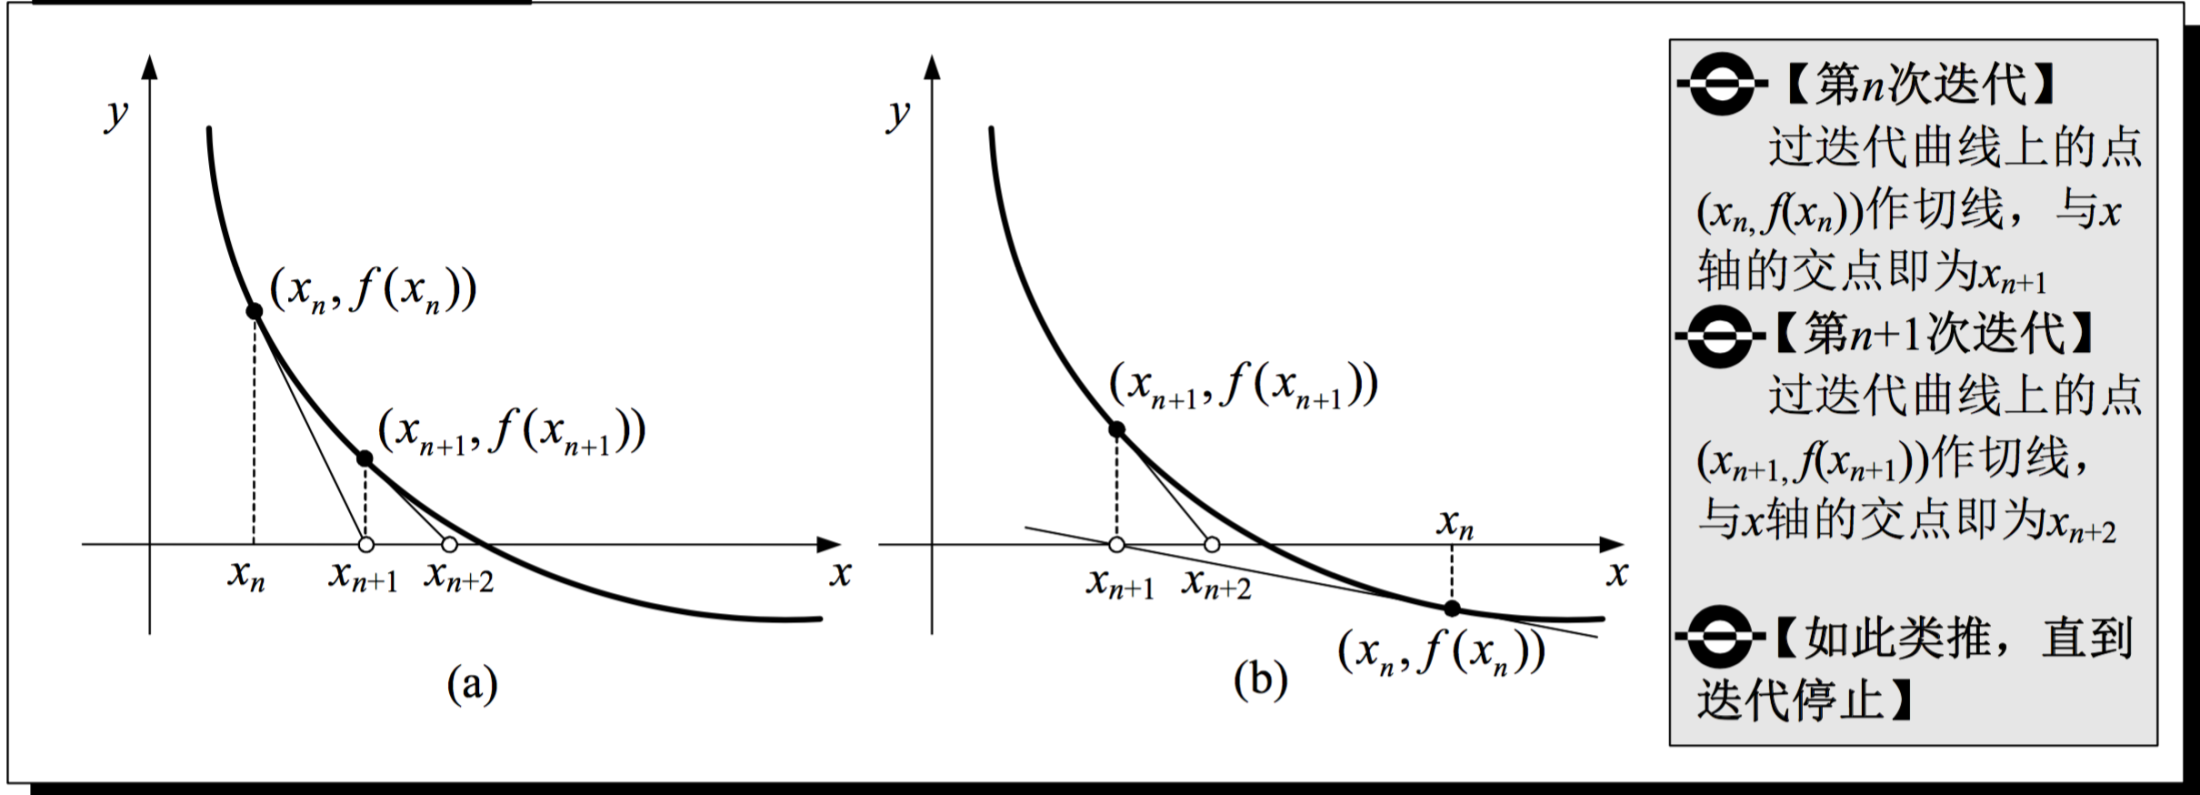 y
(xn, f(xn))
(xn+1, f(xn+1))
xn
xn+1
xn+2
x
(a)
y
(xn+1, f(xn+1))
xn
xn+1
xn+2
x
(xn, f(xn))
(b)
【第n次迭代】
过迭代曲线上的点
(xn, f(xn))作切线，与x
轴的交点即为xn+1
【第n+1次迭代】
过迭代曲线上的点
(xn+1, f(xn+1))作切线，
与x轴的交点即为xn+2
【如此类推，直到
迭代停止】